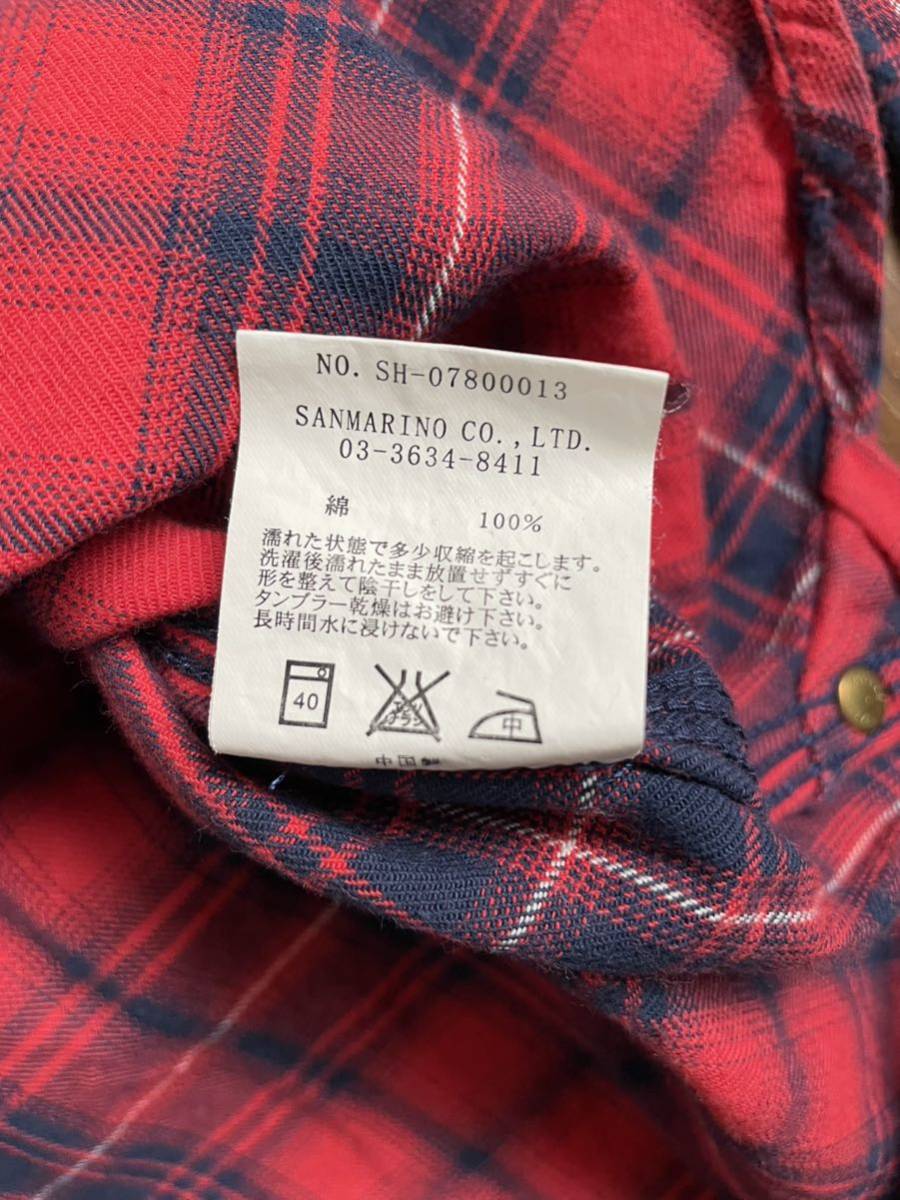 NO. SH-07800013
SANMARINO CO.,LTD.
03-3634-8411
綿 100%
濡れた状態で多少収縮を起こします。
洗濯後濡れたまま放置せずすぐに
形を整えて陰干しをして下さい。
タンブラー乾燥はお避け下さい。
長時間水に浸けないで下さい。
40
中
中国